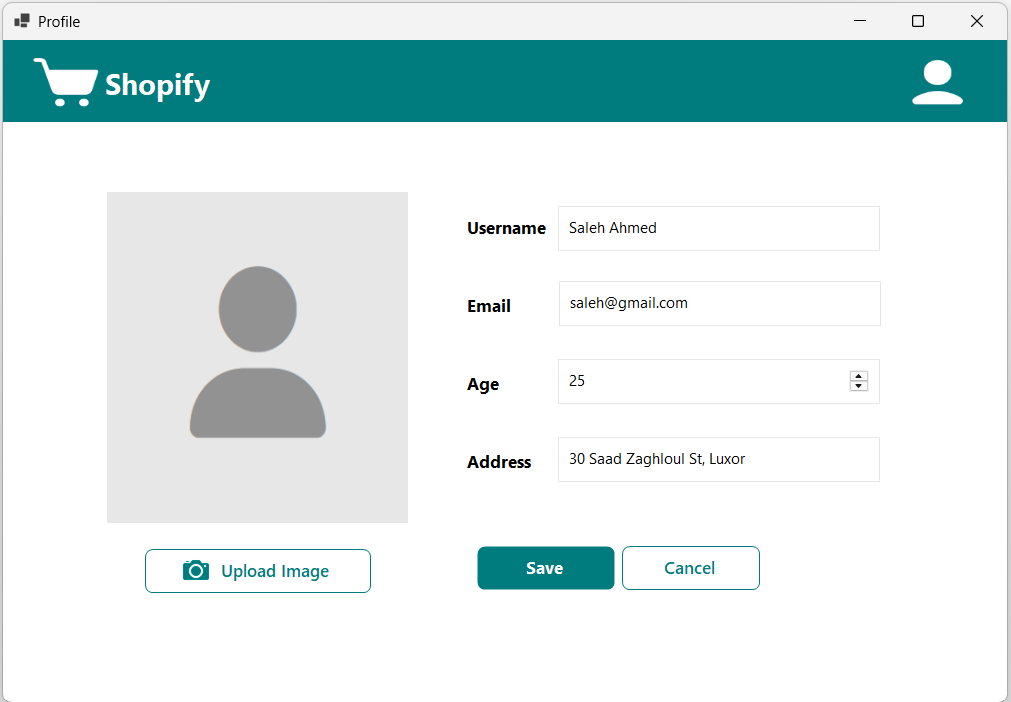 Profile
Shopify
Username Saleh Ahmed
Email saleh@gmail.com
Age 25
Address 30 Saad Zaghloul St, Luxor
Upload Image Save Cancel